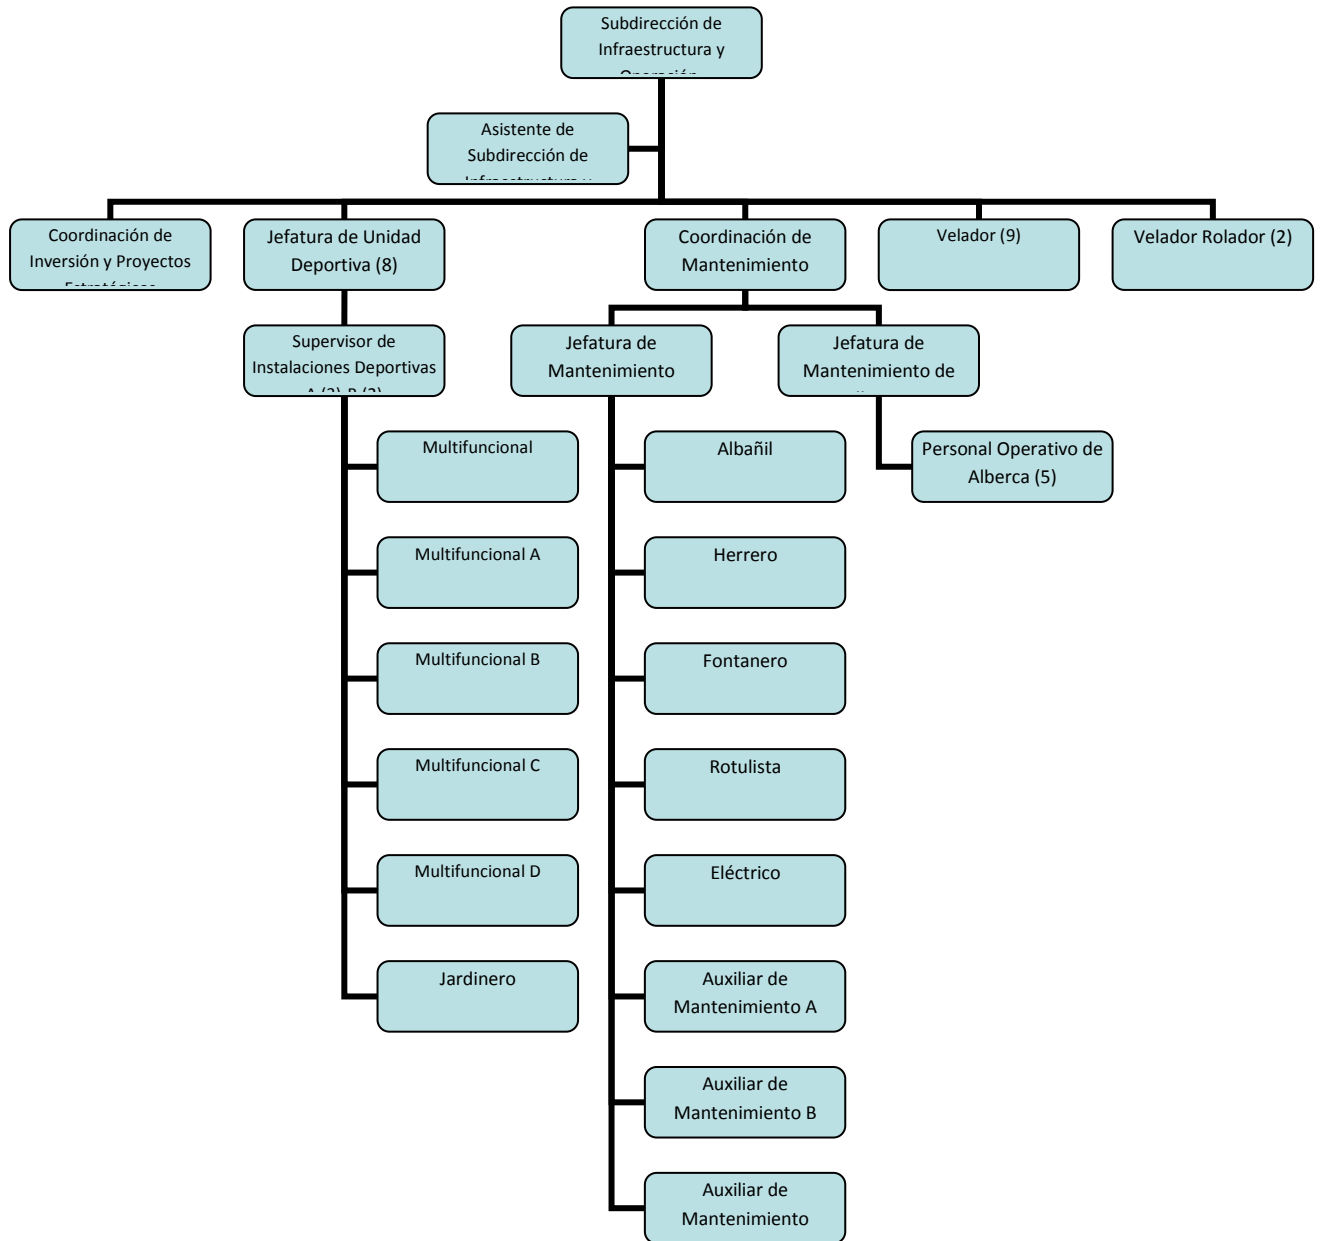 Subdirección de
Infraestructura y
Operación
Asistente de
Subdirección de
Infraestructura y
Coordinación de
Inversión y Proyectos
Estratégicos
Jefatura de Unidad
Deportiva (8)
Coordinación de
Mantenimiento
Velador (9)
Velador Rolador (2)
Supervisor de
Instalaciones Deportivas
Jefatura de
Mantenimiento
Jefatura de
Mantenimiento de
Multifuncional
Albañil
Personal Operativo de
Alberca (5)
Multifuncional A
Herrero
Multifuncional B
Fontanero
Multifuncional C
Rotulista
Multifuncional D
Eléctrico
Jardinero
Auxiliar de
Mantenimiento A
Auxiliar de
Mantenimiento B
Auxiliar de
Mantenimiento